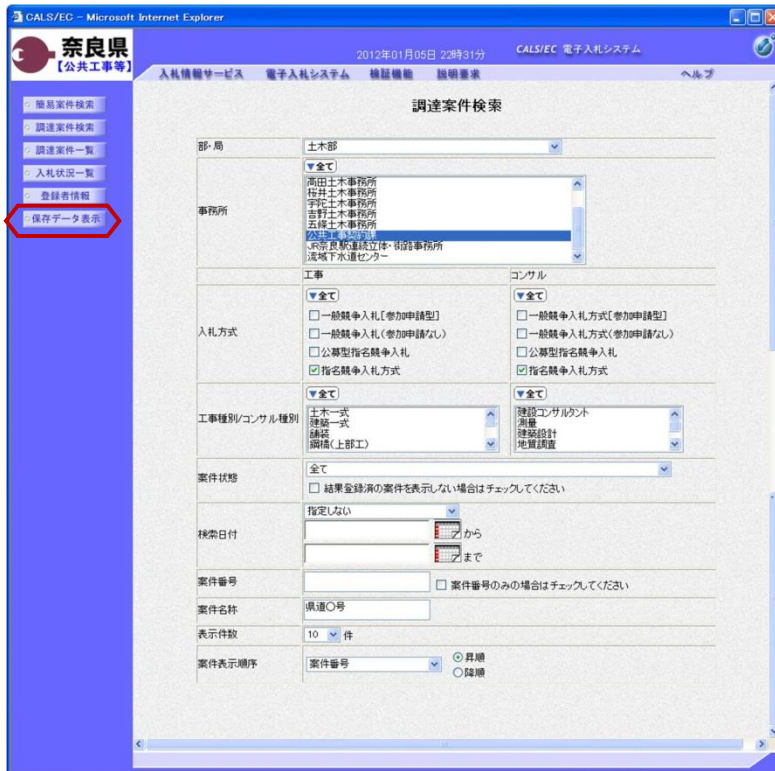 CALS/EC - Microsoft Internet Explorer
奈良県
【公共工事等】
2012年01月05日 22時31分
CALS/EC 電子入札システム
入札情報サービス 電子入札システム 検証機能 説明要求 ヘルプ
簡易案件検索
調達案件検索
調達案件一覧
入札状況一覧
登録者情報
保存データ表示
調達案件検索
部・局 土木部
事務所
▼全て
高田土木事務所
桜井土木事務所
宇陀土木事務所
吉野土木事務所
五條土木事務所
公共工事契約課
JR奈良駅連続立体・街路事務所
流域下水道センター
工事 コンサル
入札方式
▼全て ▼全て
一般競争入札[参加申請型] 一般競争入札方式[参加申請型]
一般競争入札(参加申請なし) 一般競争入札方式(参加申請なし)
公募型指名競争入札 公募型指名競争入札
指名競争入札方式 指名競争入札方式
工事種別/コンサル種別
▼全て ▼全て
土木一式 建設コンサルタント
建築一式 測量
舗装 建築設計
鋼橋(上部工) 地質調査
案件状態 全て
結果登録済の案件を表示しない場合はチェックしてください
検索日付 指定しない
から
まで
案件番号 案件番号のみの場合はチェックしてください
案件名称 県道〇号
表示件数 10 件
案件表示順序 案件番号 昇順
降順